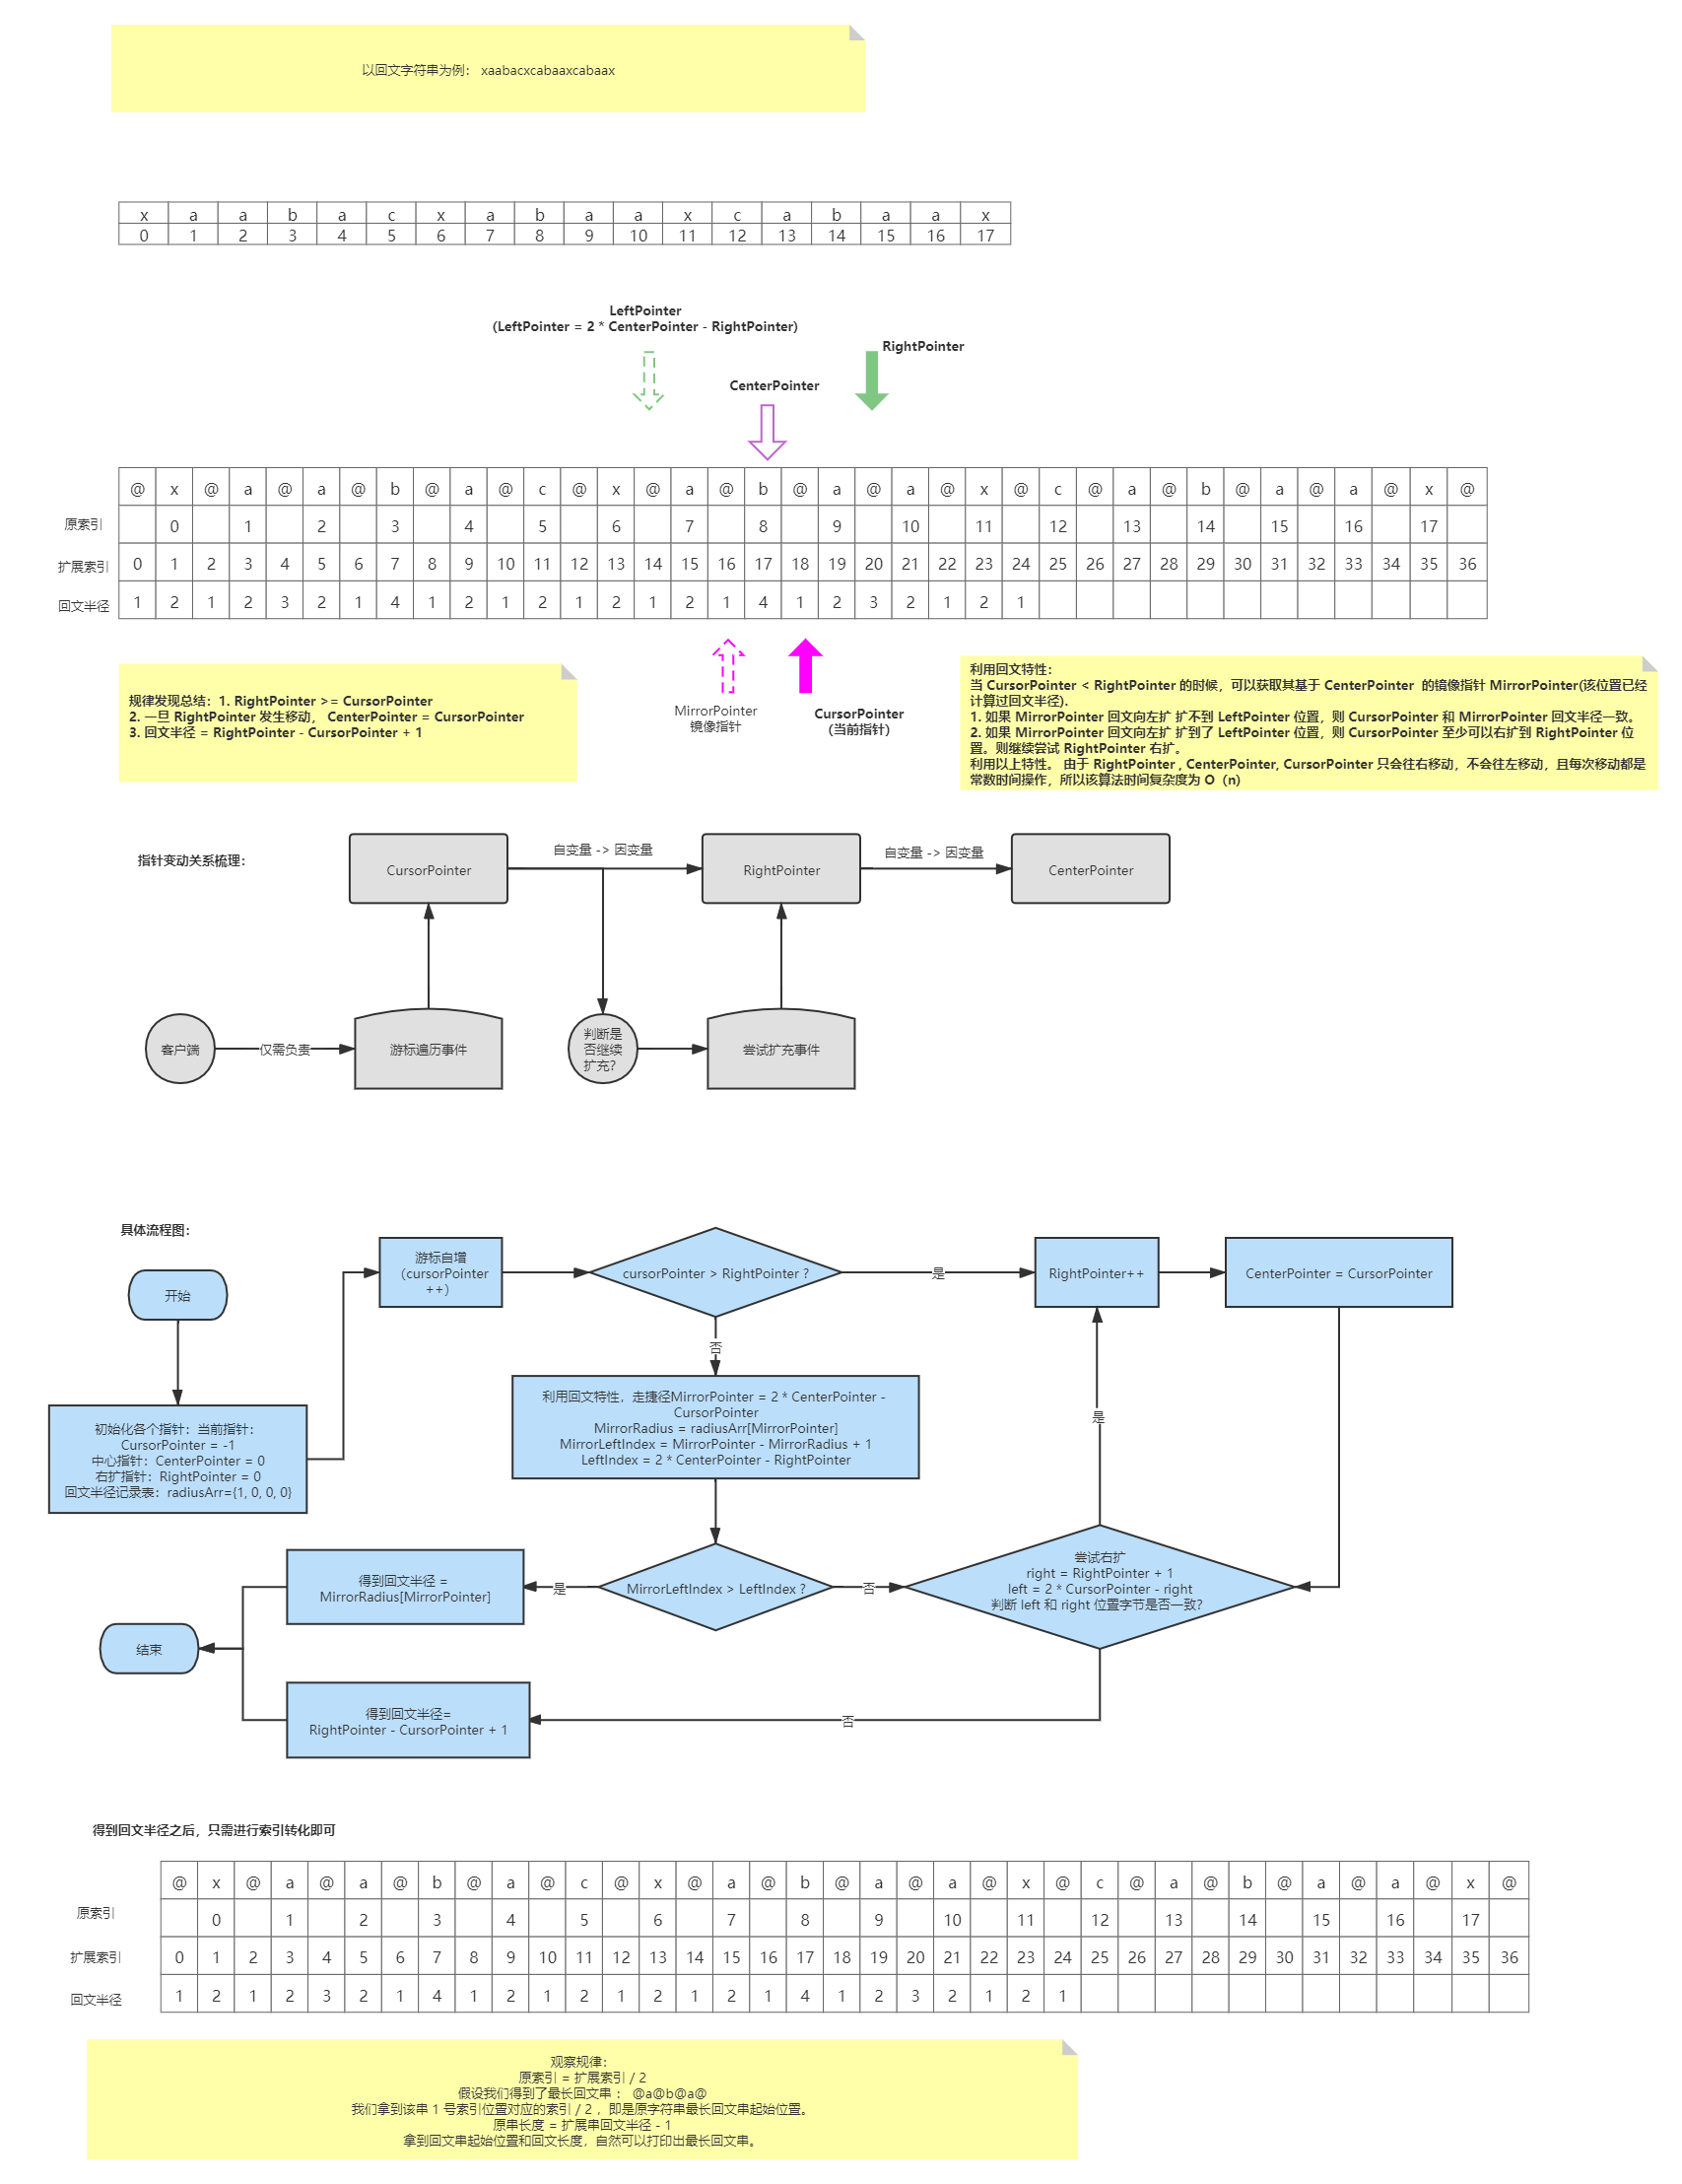 以回文字符串为例： xaabacxcabaaxcabaax
x a a b a c x a b a a x c a b a a x
0 1 2 3 4 5 6 7 8 9 10 11 12 13 14 15 16 17
LeftPointer
(LeftPointer = 2 * CenterPointer - RightPointer)
RightPointer
CenterPointer
@ x @ a @ a @ b @ a @ c @ x @ a @ b @ a @ a @ x @ c @ a @ b @ a @ a @ x @
原索引 0 1 2 3 4 5 6 7 8 9 10 11 12 13 14 15 16 17
扩展索引 0 1 2 3 4 5 6 7 8 9 10 11 12 13 14 15 16 17 18 19 20 21 22 23 24 25 26 27 28 29 30 31 32 33 34 35 36
回文半径 1 2 1 2 3 2 1 4 1 2 1 2 1 2 1 2 1 4 1 2 3 2 1 2 1
规律发现总结：1. RightPointer >= CursorPointer
2. 一旦 RightPointer 发生移动， CenterPointer = CursorPointer
3. 回文半径 = RightPointer - CursorPointer + 1
MirrorPointer
镜像指针
CursorPointer
(当前指针)
利用回文特性：
当 CursorPointer < RightPointer 的时候，可以获取其基于 CenterPointer 的镜像指针 MirrorPointer(该位置已经
计算过回文半径).
1. 如果 MirrorPointer 回文向左扩 扩不到 LeftPointer 位置，则 CursorPointer 和 MirrorPointer 回文半径一致。
2. 如果 MirrorPointer 回文向左扩 扩到了 LeftPointer 位置，则 CursorPointer 至少可以右扩到 RightPointer 位
置。则继续尝试 RightPointer 右扩。
利用以上特性。 由于 RightPointer , CenterPointer, CursorPointer 只会往右移动，不会往左移动，且每次移动都是
常数时间操作，所以该算法时间复杂度为 O（n)
指针变动关系梳理：
CursorPointer
自变量 -> 因变量
RightPointer
自变量 -> 因变量
CenterPointer
客户端
仅需负责
游标遍历事件
判断是
否继续
扩充？
尝试扩充事件
具体流程图：
开始
游标自增
（cursorPointer
++）
cursorPointer > RightPointer ?
是
RightPointer++
CenterPointer = CursorPointer
否
初始化各个指针：当前指针：
CursorPointer = -1
中心指针：CenterPointer = 0
右扩指针：RightPointer = 0
回文半径记录表：radiusArr={1, 0, 0, 0}
利用回文特性，走捷径MirrorPointer = 2 * CenterPointer -
CursorPointer
MirrorRadius = radiusArr[MirrorPointer]
MirrorLeftIndex = MirrorPointer - MirrorRadius + 1
LeftIndex = 2 * CenterPointer - RightPointer
是
得到回文半径 =
MirrorRadius[MirrorPointer]
是
MirrorLeftIndex > LeftIndex ?
否
尝试右扩
right = RightPointer + 1
left = 2 * CursorPointer - right
判断 left 和 right 位置字节是否一致？
结束
得到回文半径=
RightPointer - CursorPointer + 1
否
得到回文半径之后，只需进行索引转化即可
@ x @ a @ a @ b @ a @ c @ x @ a @ b @ a @ a @ x @ c @ a @ b @ a @ a @ x @
原索引 0 1 2 3 4 5 6 7 8 9 10 11 12 13 14 15 16 17
扩展索引 0 1 2 3 4 5 6 7 8 9 10 11 12 13 14 15 16 17 18 19 20 21 22 23 24 25 26 27 28 29 30 31 32 33 34 35 36
回文半径 1 2 1 2 3 2 1 4 1 2 1 2 1 2 1 2 1 4 1 2 3 2 1 2 1
观察规律：
原索引 = 扩展索引 / 2
假设我们得到了最长回文串： @a@b@a@
我们拿到该串 1 号索引位置对应的索引 / 2 ，即是原字符串最长回文串起始位置。
原串长度 = 扩展串回文半径 - 1
拿到回文串起始位置和回文长度，自然可以打印出最长回文串。